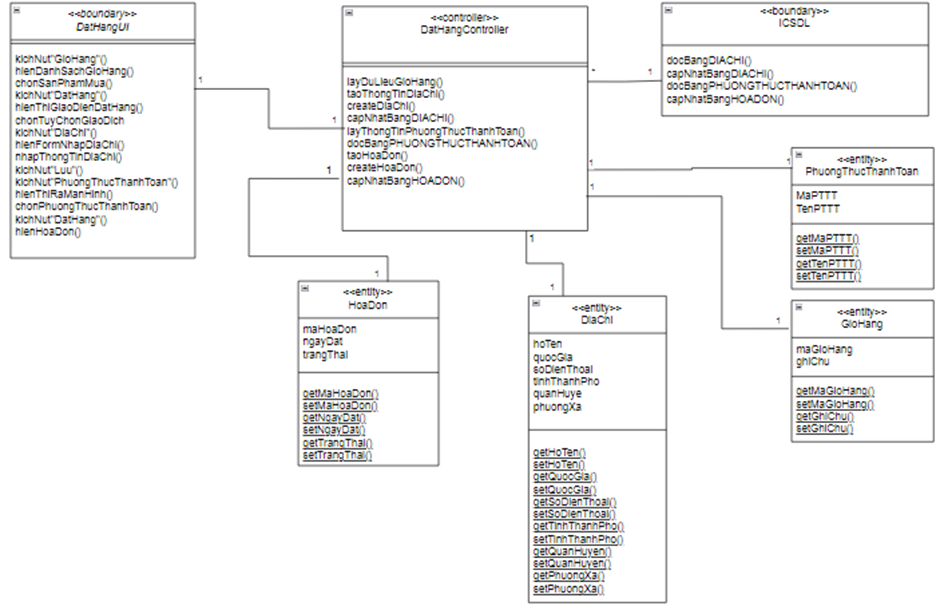 <<boundary>>
DatHangUI
kichNut"GioHang"()
hienDanhSachGioHang()
chonSanPhamMua()
kichNut"DatHang"()
hienThiGiaoDienDatHang()
chonTuyChonGiaoDich
kichNut"DiaChi"()
hienFormNhapDiaChi()
nhapThongTinDiaChi()
kichNut"Luu"()
kichNut"PhuongThucThanhToan"()
hienThiRaManHinh()
chonPhuongThucThanhToan()
kichNut"DatHang"()
hienHoaDon()
1
1
<<controller>>
DatHangController
layDuLieuGioHang()
taoThongTinDiaChi()
createDiaChi()
capNhatBangDIACHI()
layThongTinPhuongThucThanhToan()
docBangPHUONGTHUCTHANHTOAN()
taoHoaDon()
createHoaDon()
capNhatBangHOADON()
*
1
<<boundary>>
ICSDL
docBangDIACHI()
capNhatBangDIACHI()
docBangPHUONGTHUCTHANHTOAN()
capNhatBangHOADON()
1
1
<<entity>>
PhuongThucThanhToan
MaPTTT
TenPTTT
getMaPTTT()
setMaPTTT()
getTenPTTT()
setTenPTTT()
1
1
<<entity>>
GioHang
maGioHang
ghiChu
getMaGioHang()
setMaGioHang()
getGhiChu()
setGhiChu()
1
1
<<entity>>
HoaDon
maHoaDon
ngayDat
trangThai
getMaHoaDon()
setMaHoaDon()
getNgayDat()
setNgayDat()
getTrangThai()
setTrangThai()
1
1
<<entity>>
DiaChi
hoTen
quocGia
soDienThoai
tinhThanhPho
quanHuye
phuongXa
getHoTen()
setHoTen()
getQuocGia()
setQuocGia()
getSoDienThoai()
setSoDienThoai()
getTinhThanhPho()
setTinhThanhPho()
getQuanHuyen()
setQuanHuyen()
getPhuongXa()
setPhuongXa()